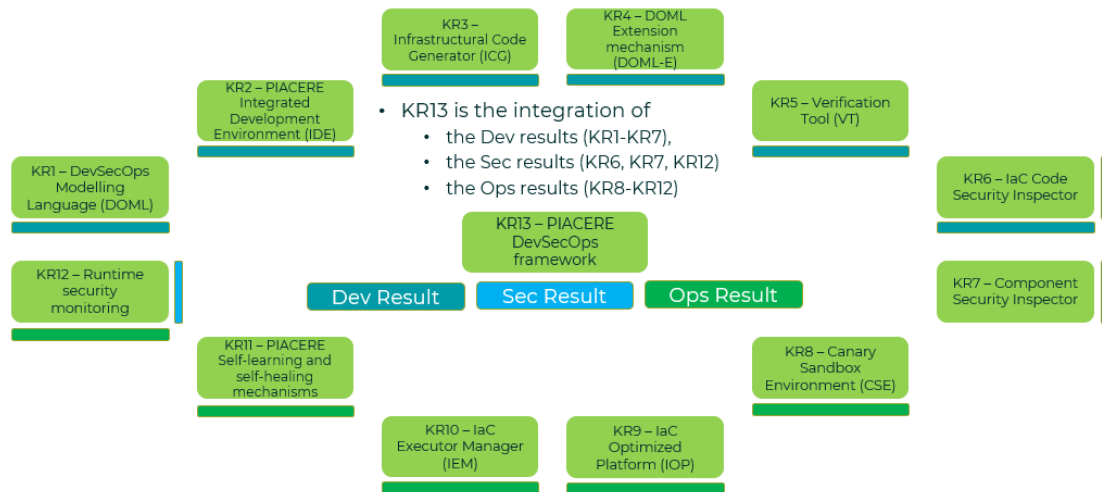 KR3 –
Infrastructural Code
Generator (ICG)
KR4 – DOML
Extension
mechanism
(DOML-E)
KR2 – PIACERE
Integrated
Development
Environment (IDE)
KR5 – Verification
Tool (VT)
• KR13 is the integration of
• the Dev results (KR1-KR7),
• the Sec results (KR6, KR7, KR12)
• the Ops results (KR8-KR12)
KR1 – DevSecOps
Modelling
Language (DOML)
KR6 – IaC Code
Security Inspector
KR13 – PIACERE
DevSecOps
framework
KR12 – Runtime
security
monitoring
KR7 – Component
Security Inspector
Dev Result
Sec Result
Ops Result
KR11 – PIACERE
Self-learning and
self-healing
mechanisms
KR8 – Canary
Sandbox
Environment (CSE)
KR10 – IaC
Executor Manager
(IEM)
KR9 – IaC
Optimized
Platform (IOP)